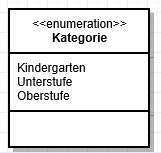 <<enumeration>>
Kategorie
Kindergarten
Unterstufe
Oberstufe